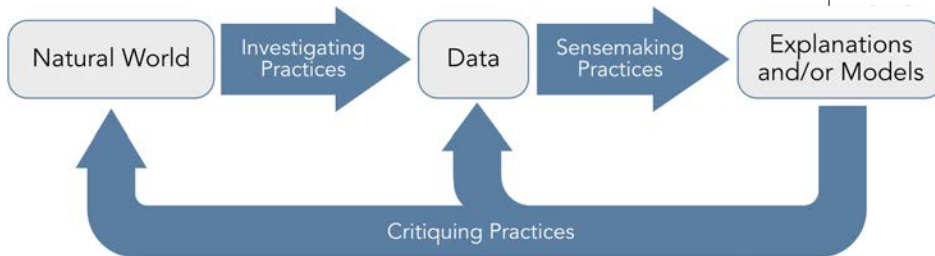 Natural World
Investigating
Practices
Data
Sensemaking
Practices
Explanations
and/or Models
Critiquing Practices